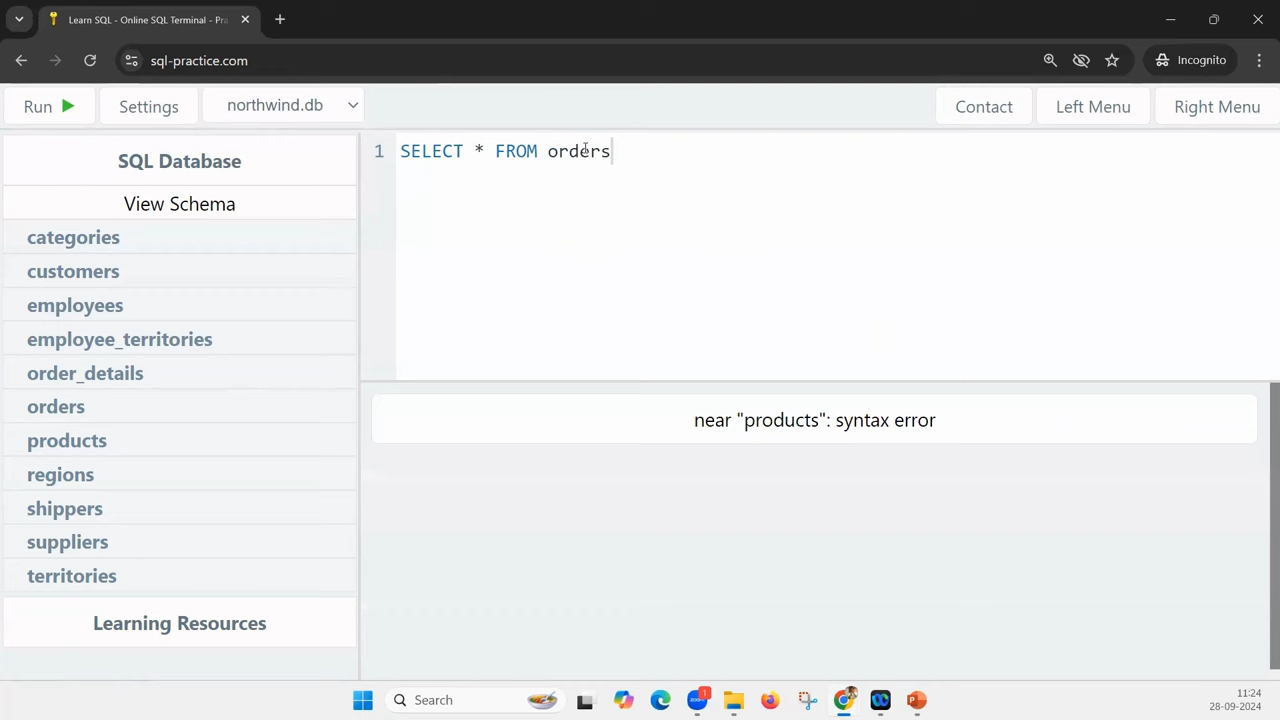 Learn SQL - Online SQL Terminal - Pra
sql-practice.com
Incognito
Run
Settings
northwind.db
Contact
Left Menu
Right Menu
SQL Database
View Schema
categories
customers
employees
employee_territories
order_details
orders
products
regions
shippers
suppliers
territories
Learning Resources
1 SELECT * FROM orders
near "products": syntax error
Search
1
11:24
28-09-2024